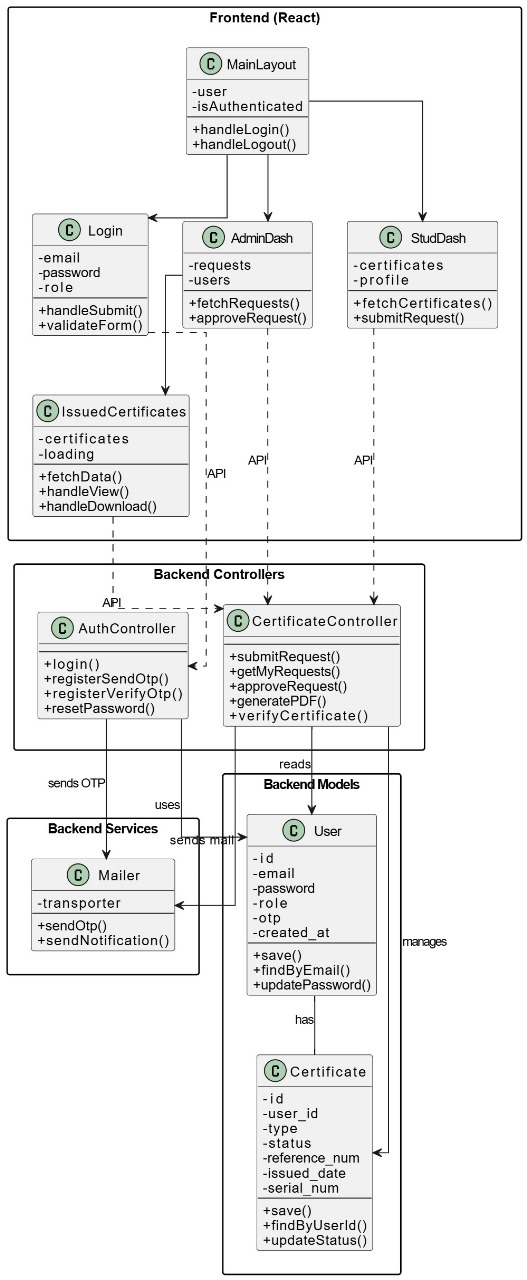 Frontend (React)
C MainLayout
-user
-isAuthenticated
+handleLogin()
+handleLogout()
C Login
-email
-password
-role
+handleSubmit()
+validateForm()
C AdminDash
-requests
-users
+fetchRequests()
+approveRequest()
C StudDash
-certificates
-profile
+fetchCertificates()
+submitRequest()
C IssuedCertificates
-certificates
-loading
+fetchData()
+handleView()
+handleDownload()
API
API
API
API
Backend Controllers
C AuthController
+login()
+registerSendOtp()
+registerVerifyOtp()
+resetPassword()
C CertificateController
+submitRequest()
+getMyRequests()
+approveRequest()
+generatePDF()
+verifyCertificate()
sends OTP
uses
reads
sends mail
manages
Backend Services
C Mailer
-transporter
+sendOtp()
+sendNotification()
Backend Models
C User
-id
-email
-password
-role
-otp
-created_at
+save()
+findByEmail()
+updatePassword()
has
C Certificate
-id
-user_id
-type
-status
-reference_num
-issued_date
-serial_num
+save()
+findByUserId()
+updateStatus()